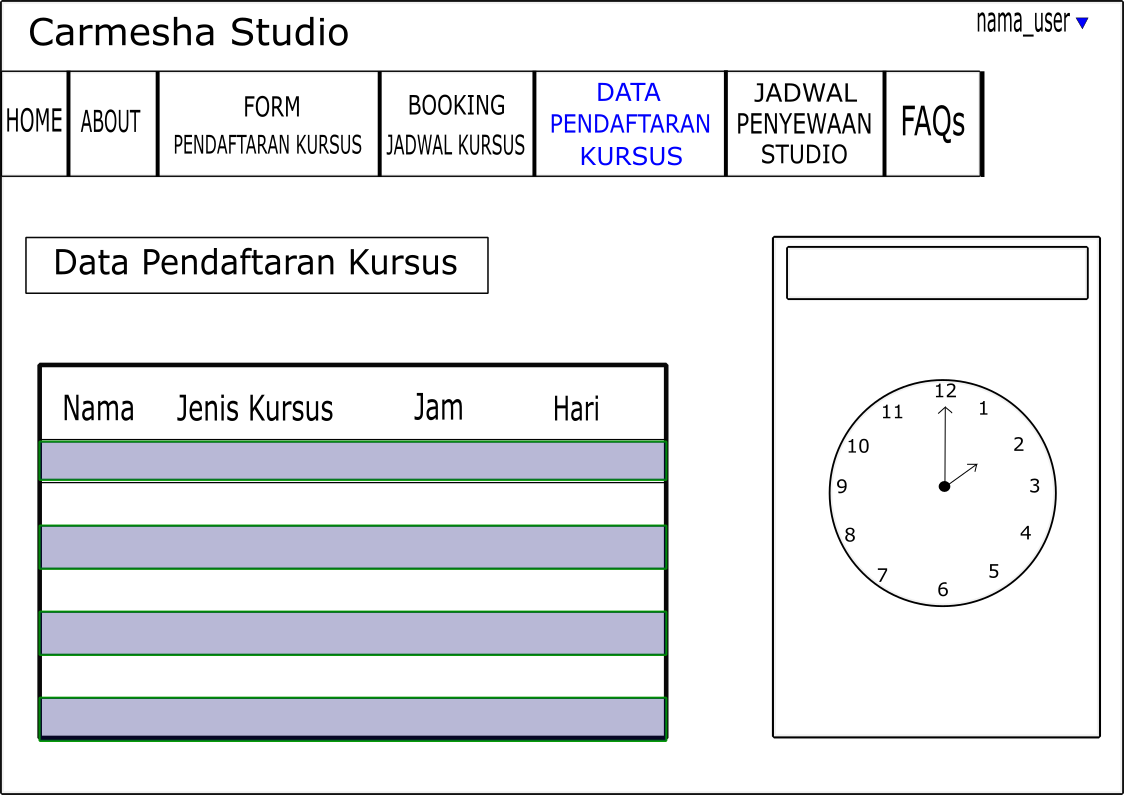 Carmesha Studio
nama_user
HOME
ABOUT
FORM
PENDAFTARAN KURSUS
BOOKING
JADWAL KURSUS
DATA
PENDAFTARAN
KURSUS
JADWAL
PENYEWAAN
STUDIO
FAQs
Data Pendaftaran Kursus
Nama Jenis Kursus Jam Hari
12
1
2
3
4
5
6
7
8
9
10
11